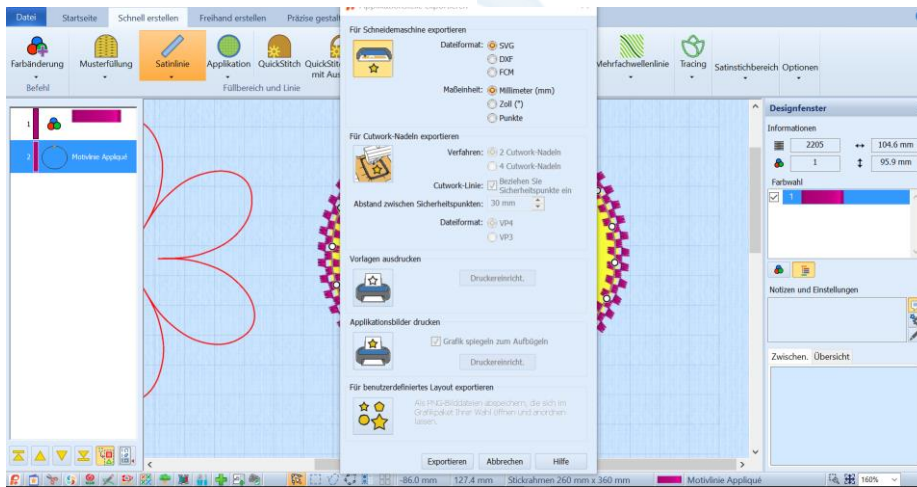 Datei Startseite Schnell erstellen Freihand erstellen Präzise gestalt
Farbänderung Musterfüllung Satinlinie Applikation QuickStitch QuickStit
mit Aus
Mehrfachwellenlinie Tracing Satinstichbereich Optionen
Befehl Füllbereich und Linie
Für Schneidemaschine exportieren
Dateiformat: SVG
DXF
FCM
Maßeinheit: Millimeter (mm)
Zoll (")
Punkte
Für Cutwork-Nadeln exportieren
Verfahren: 2 Cutwork-Nadeln
4 Cutwork-Nadeln
Cutwork-Linie: Beziehen Sie
Sicherheitspunkte ein
Abstand zwischen Sicherheitspunkten: 30 mm
Dateiformat: VP4
VP3
Vorlagen ausdrucken
Druckereinricht.
Applikationsbilder drucken
Grafik spiegeln zum Aufbügeln
Druckereinricht.
Für benutzerdefiniertes Layout exportieren
Als PNG-Bilddateien abspeichern, die sich im
Grafikpaket Ihrer Wahl öffnen und anordnen
lassen.
Exportieren Abbrechen Hilfe
1
2 Motivlinie Appliqué
Designfenster
Informationen
2205 104.6 mm
1 95.9 mm
Farbwahl
1
Notizen und Einstellungen
Zwischen. Übersicht
-86.0 mm 127.4 mm Stickrahmen 260 mm x 360 mm Motivlinie Appliqué 160%